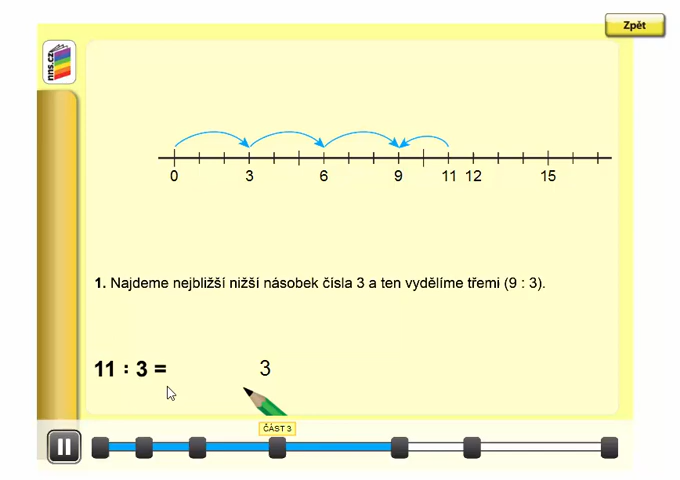 Zpět
nns.cz
0 3 6 9 11 12 15
1. Najdeme nejbližší nižší násobek čísla 3 a ten vydělíme třemi (9 : 3).
11 : 3 = 3
ČÁST 3